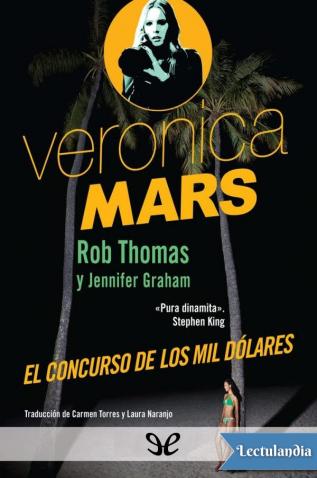 veronica
MARS
Rob Thomas
y Jennifer Graham
«Pura dinamita».
Stephen King
EL CONCURSO DE LOS MIL DÓLARES
Traducción de Carmen Torres y Laura Naranjo
Lectulandia